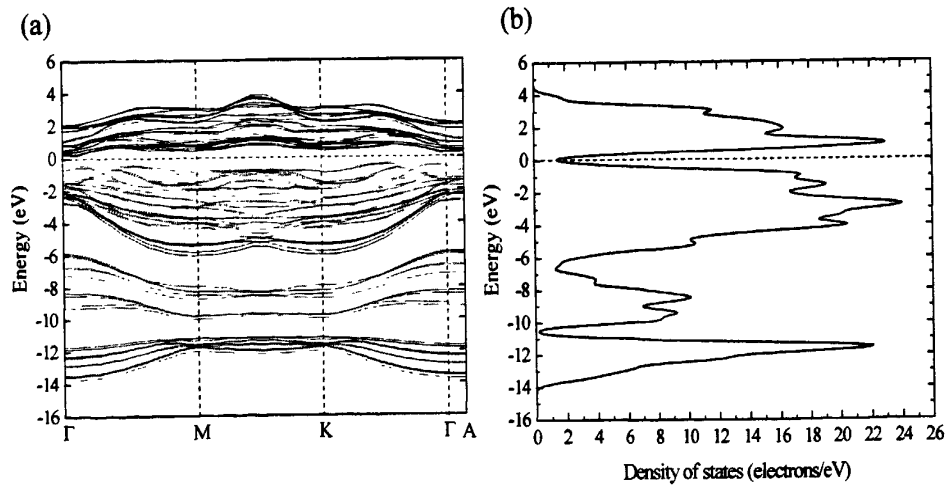 (a)
(b)
6
4
2
0
-2
-4
-6
-8
-10
-12
-14
-16
Energy (eV)
Γ
M
K
Γ
A
6
4
2
0
-2
-4
-6
-8
-10
-12
-14
-16
Energy (eV)
0 2 4 6 8 10 12 14 16 18 20 22 24 26
Density of states (electrons/eV)